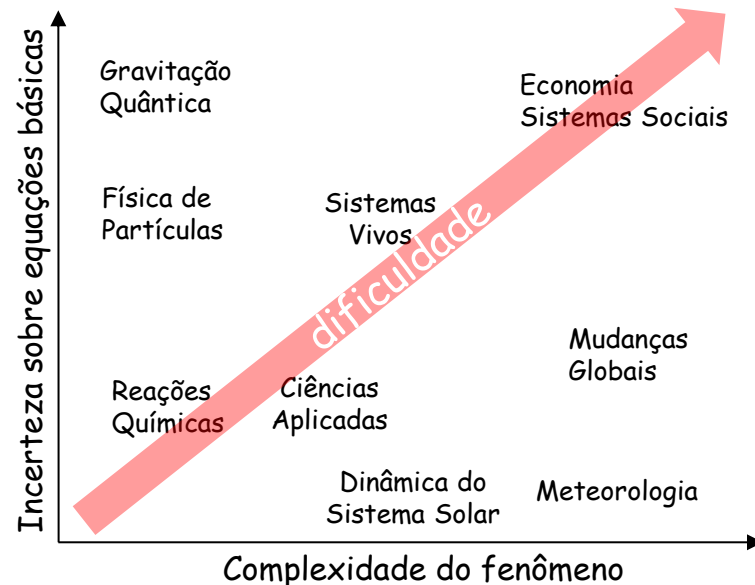 Incerteza sobre equações básicas
Gravitação
Quântica
Economia
Sistemas Sociais
Física de
Partículas
Sistemas
Vivos
dificuldade
Mudanças
Globais
Reações
Químicas
Ciências
Aplicadas
Dinâmica do
Sistema Solar
Meteorologia
Complexidade do fenômeno